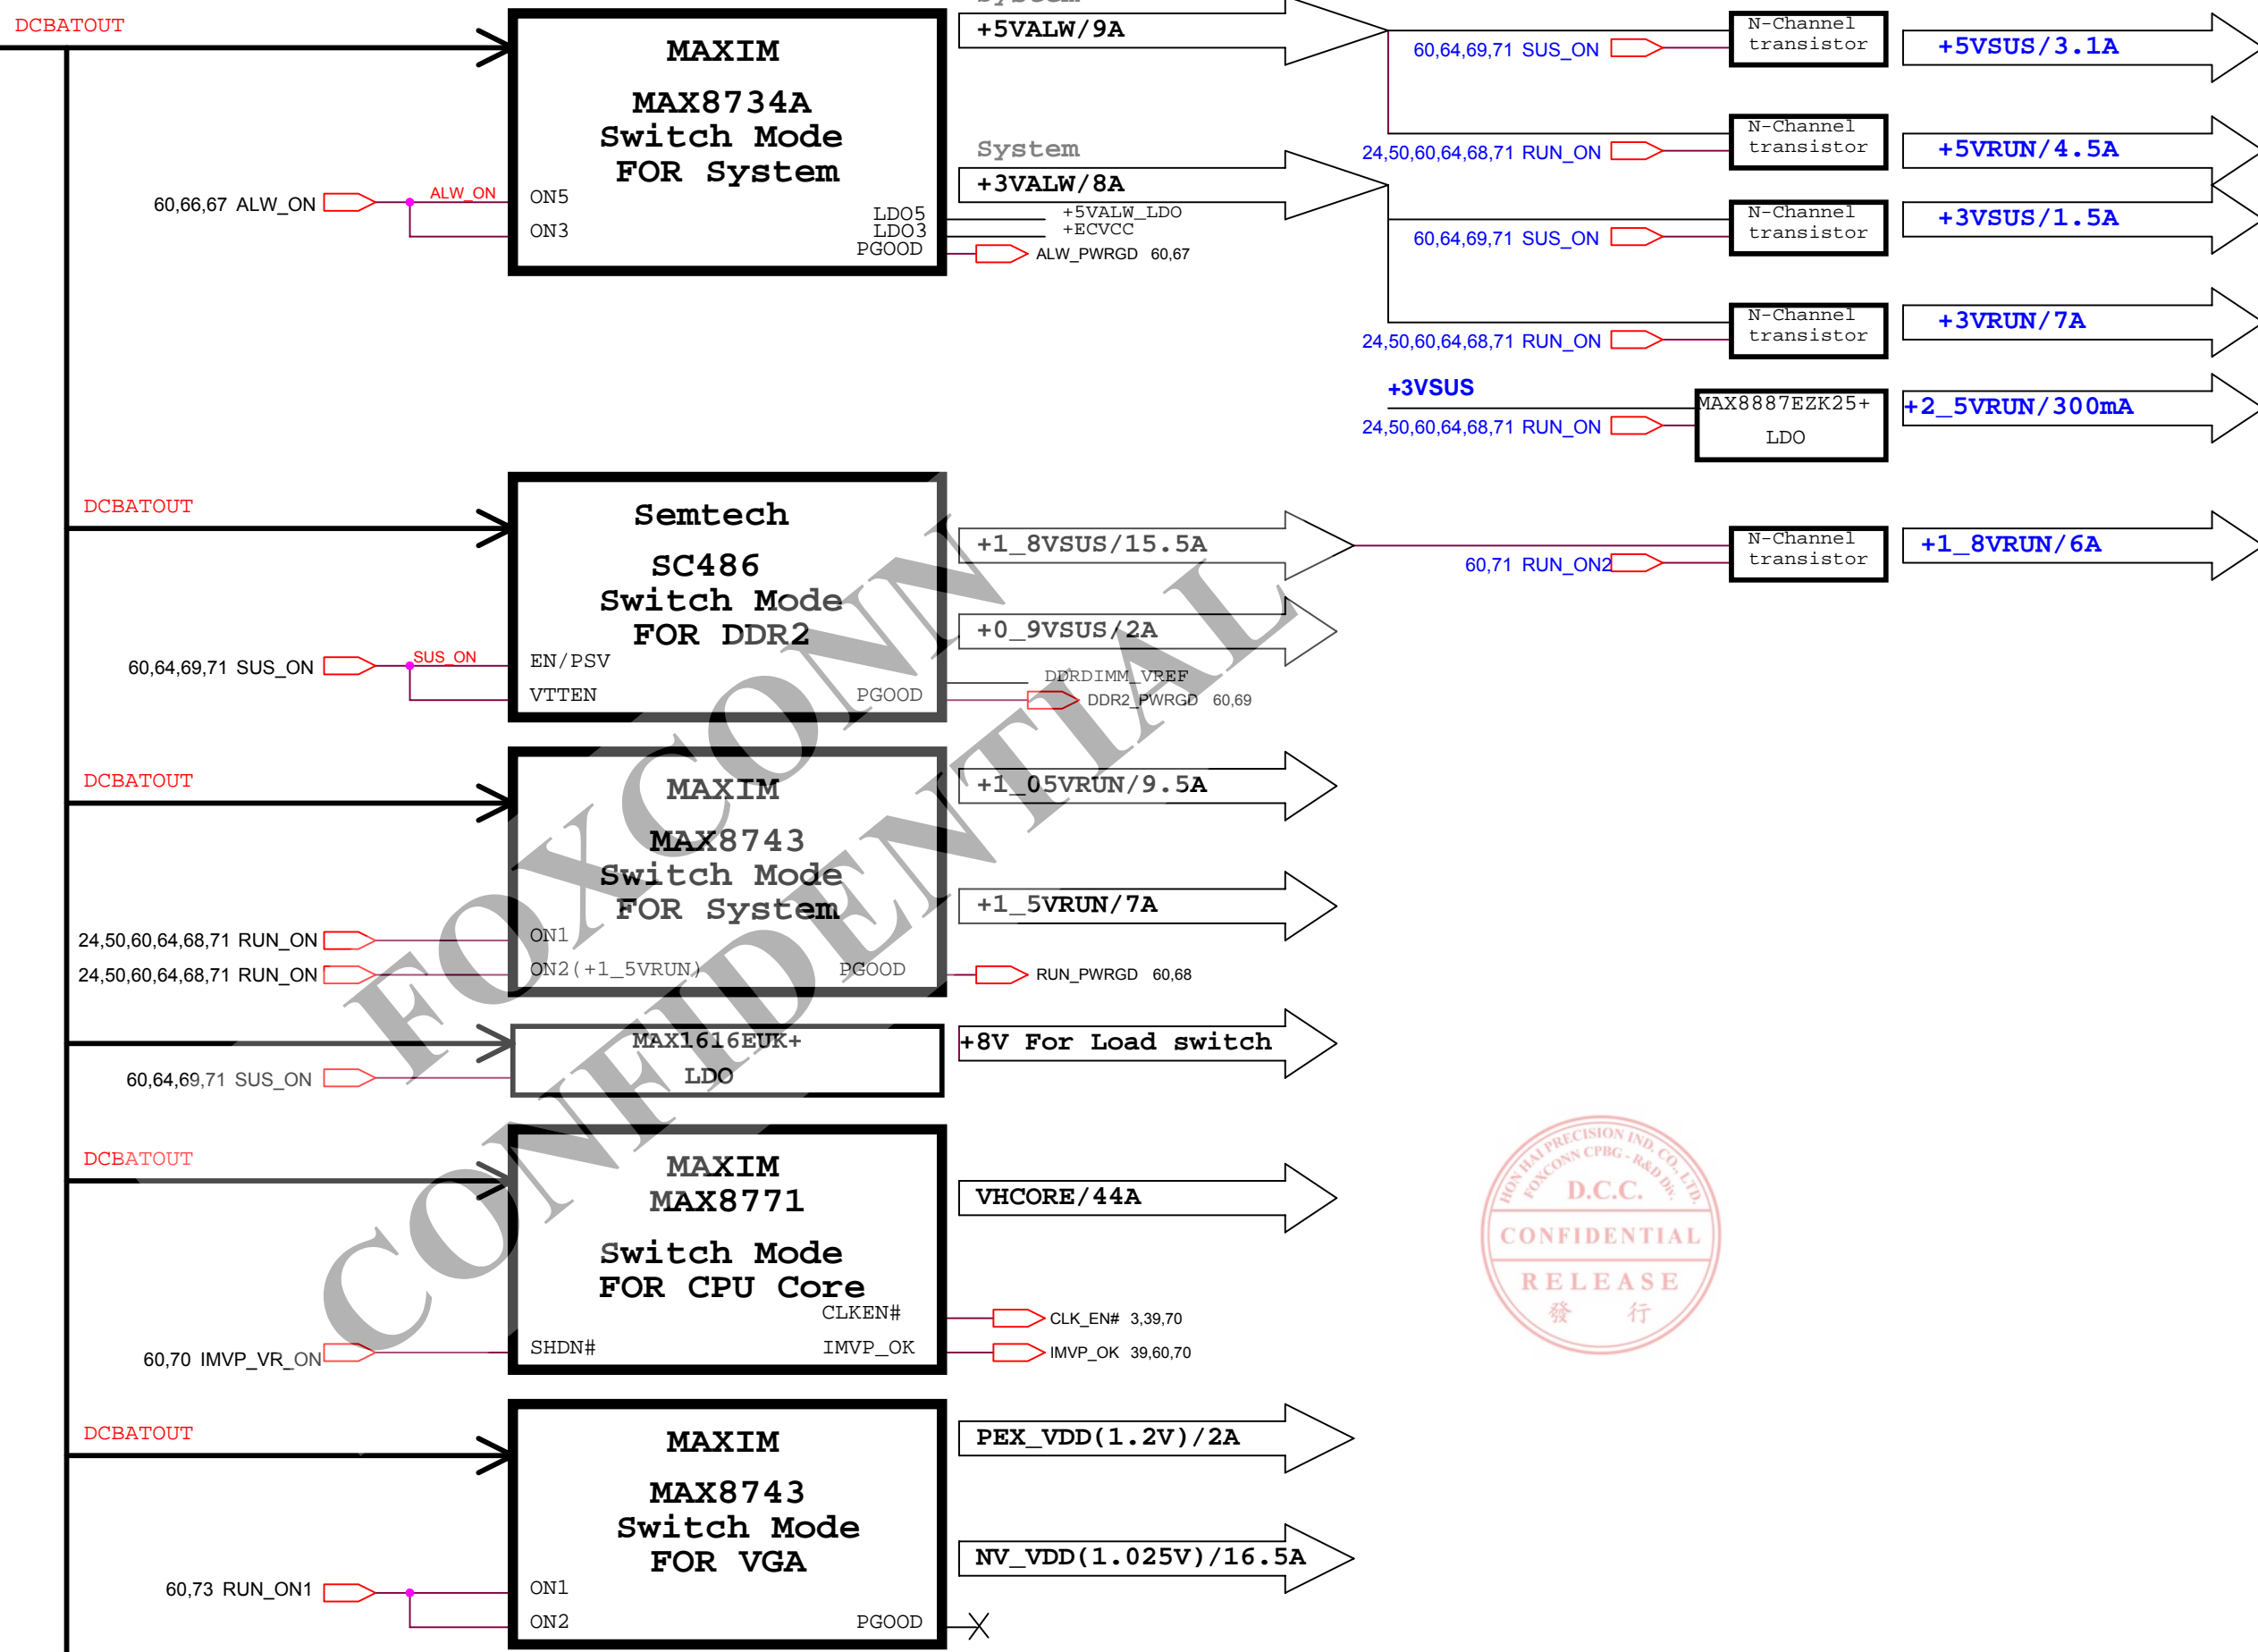 DCBATOUT
MAXIM
MAX8734A
Switch Mode
FOR System
60,66,67 ALW_ON
ALW_ON
ON5
ON3
LDO5
LDO3
PGOOD
System
+5VALW/9A
System
+3VALW/8A
+5VALW_LDO
+ECVCC
ALW_PWRGD 60,67
60,64,69,71 SUS_ON
N-Channel
transistor
+5VSUS/3.1A
24,50,60,64,68,71 RUN_ON
N-Channel
transistor
+5VRUN/4.5A
60,64,69,71 SUS_ON
N-Channel
transistor
+3VSUS/1.5A
24,50,60,64,68,71 RUN_ON
N-Channel
transistor
+3VRUN/7A
+3VSUS
24,50,60,64,68,71 RUN_ON
MAX8887EZK25+
LDO
+2_5VRUN/300mA
DCBATOUT
Semtech
SC486
Switch Mode
FOR DDR2
60,64,69,71 SUS_ON
SUS_ON
EN/PSV
VTTEN
PGOOD
+1_8VSUS/15.5A
+0_9VSUS/2A
DDRDIMM_VREF
DDR2_PWRGD 60,69
60,71 RUN_ON2
N-Channel
transistor
+1_8VRUN/6A
DCBATOUT
MAXIM
MAX8743
Switch Mode
FOR System
24,50,60,64,68,71 RUN_ON
24,50,60,64,68,71 RUN_ON
ON1
ON2(+1_5VRUN)
PGOOD
+1_05VRUN/9.5A
+1_5VRUN/7A
RUN_PWRGD 60,68
60,64,69,71 SUS_ON
MAX1616EUK+
LDO
+8V For Load switch
DCBATOUT
MAXIM
MAX8771
Switch Mode
FOR CPU Core
60,70 IMVP_VR_ON
SHDN#
CLKEN#
IMVP_OK
VHCORE/44A
CLK_EN# 3,39,70
IMVP_OK 39,60,70
DCBATOUT
MAXIM
MAX8743
Switch Mode
FOR VGA
60,73 RUN_ON1
ON1
ON2
PGOOD
PEX_VDD(1.2V)/2A
NV_VDD(1.025V)/16.5A
FOXCONN
CONFIDENTIAL
HON HAI PRECISION IND. CO., LTD.
FOXCONN CPBG - R&D Div.
D.C.C.
CONFIDENTIAL
RELEASE
發 行